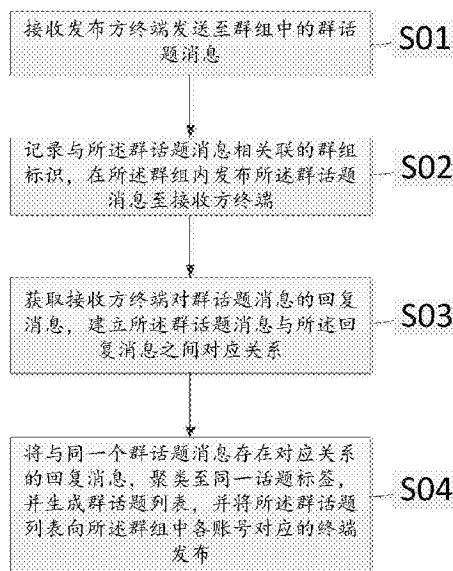 接收发布方终端发送至群组中的群话
题消息
S01
记录与所述群话题消息相关联的群组
标识，在所述群组内发布所述群话题
消息至接收方终端
S02
获取接收方终端对群话题消息的回复
消息，建立所述群话题消息与所述回
复消息之间对应关系
S03
将与同一个群话题消息存在对应关系
的回复消息，聚类至同一话题标签，
并生成群话题列表，并将所述群话题
列表向所述群组中各账号对应的终端
发布
S04